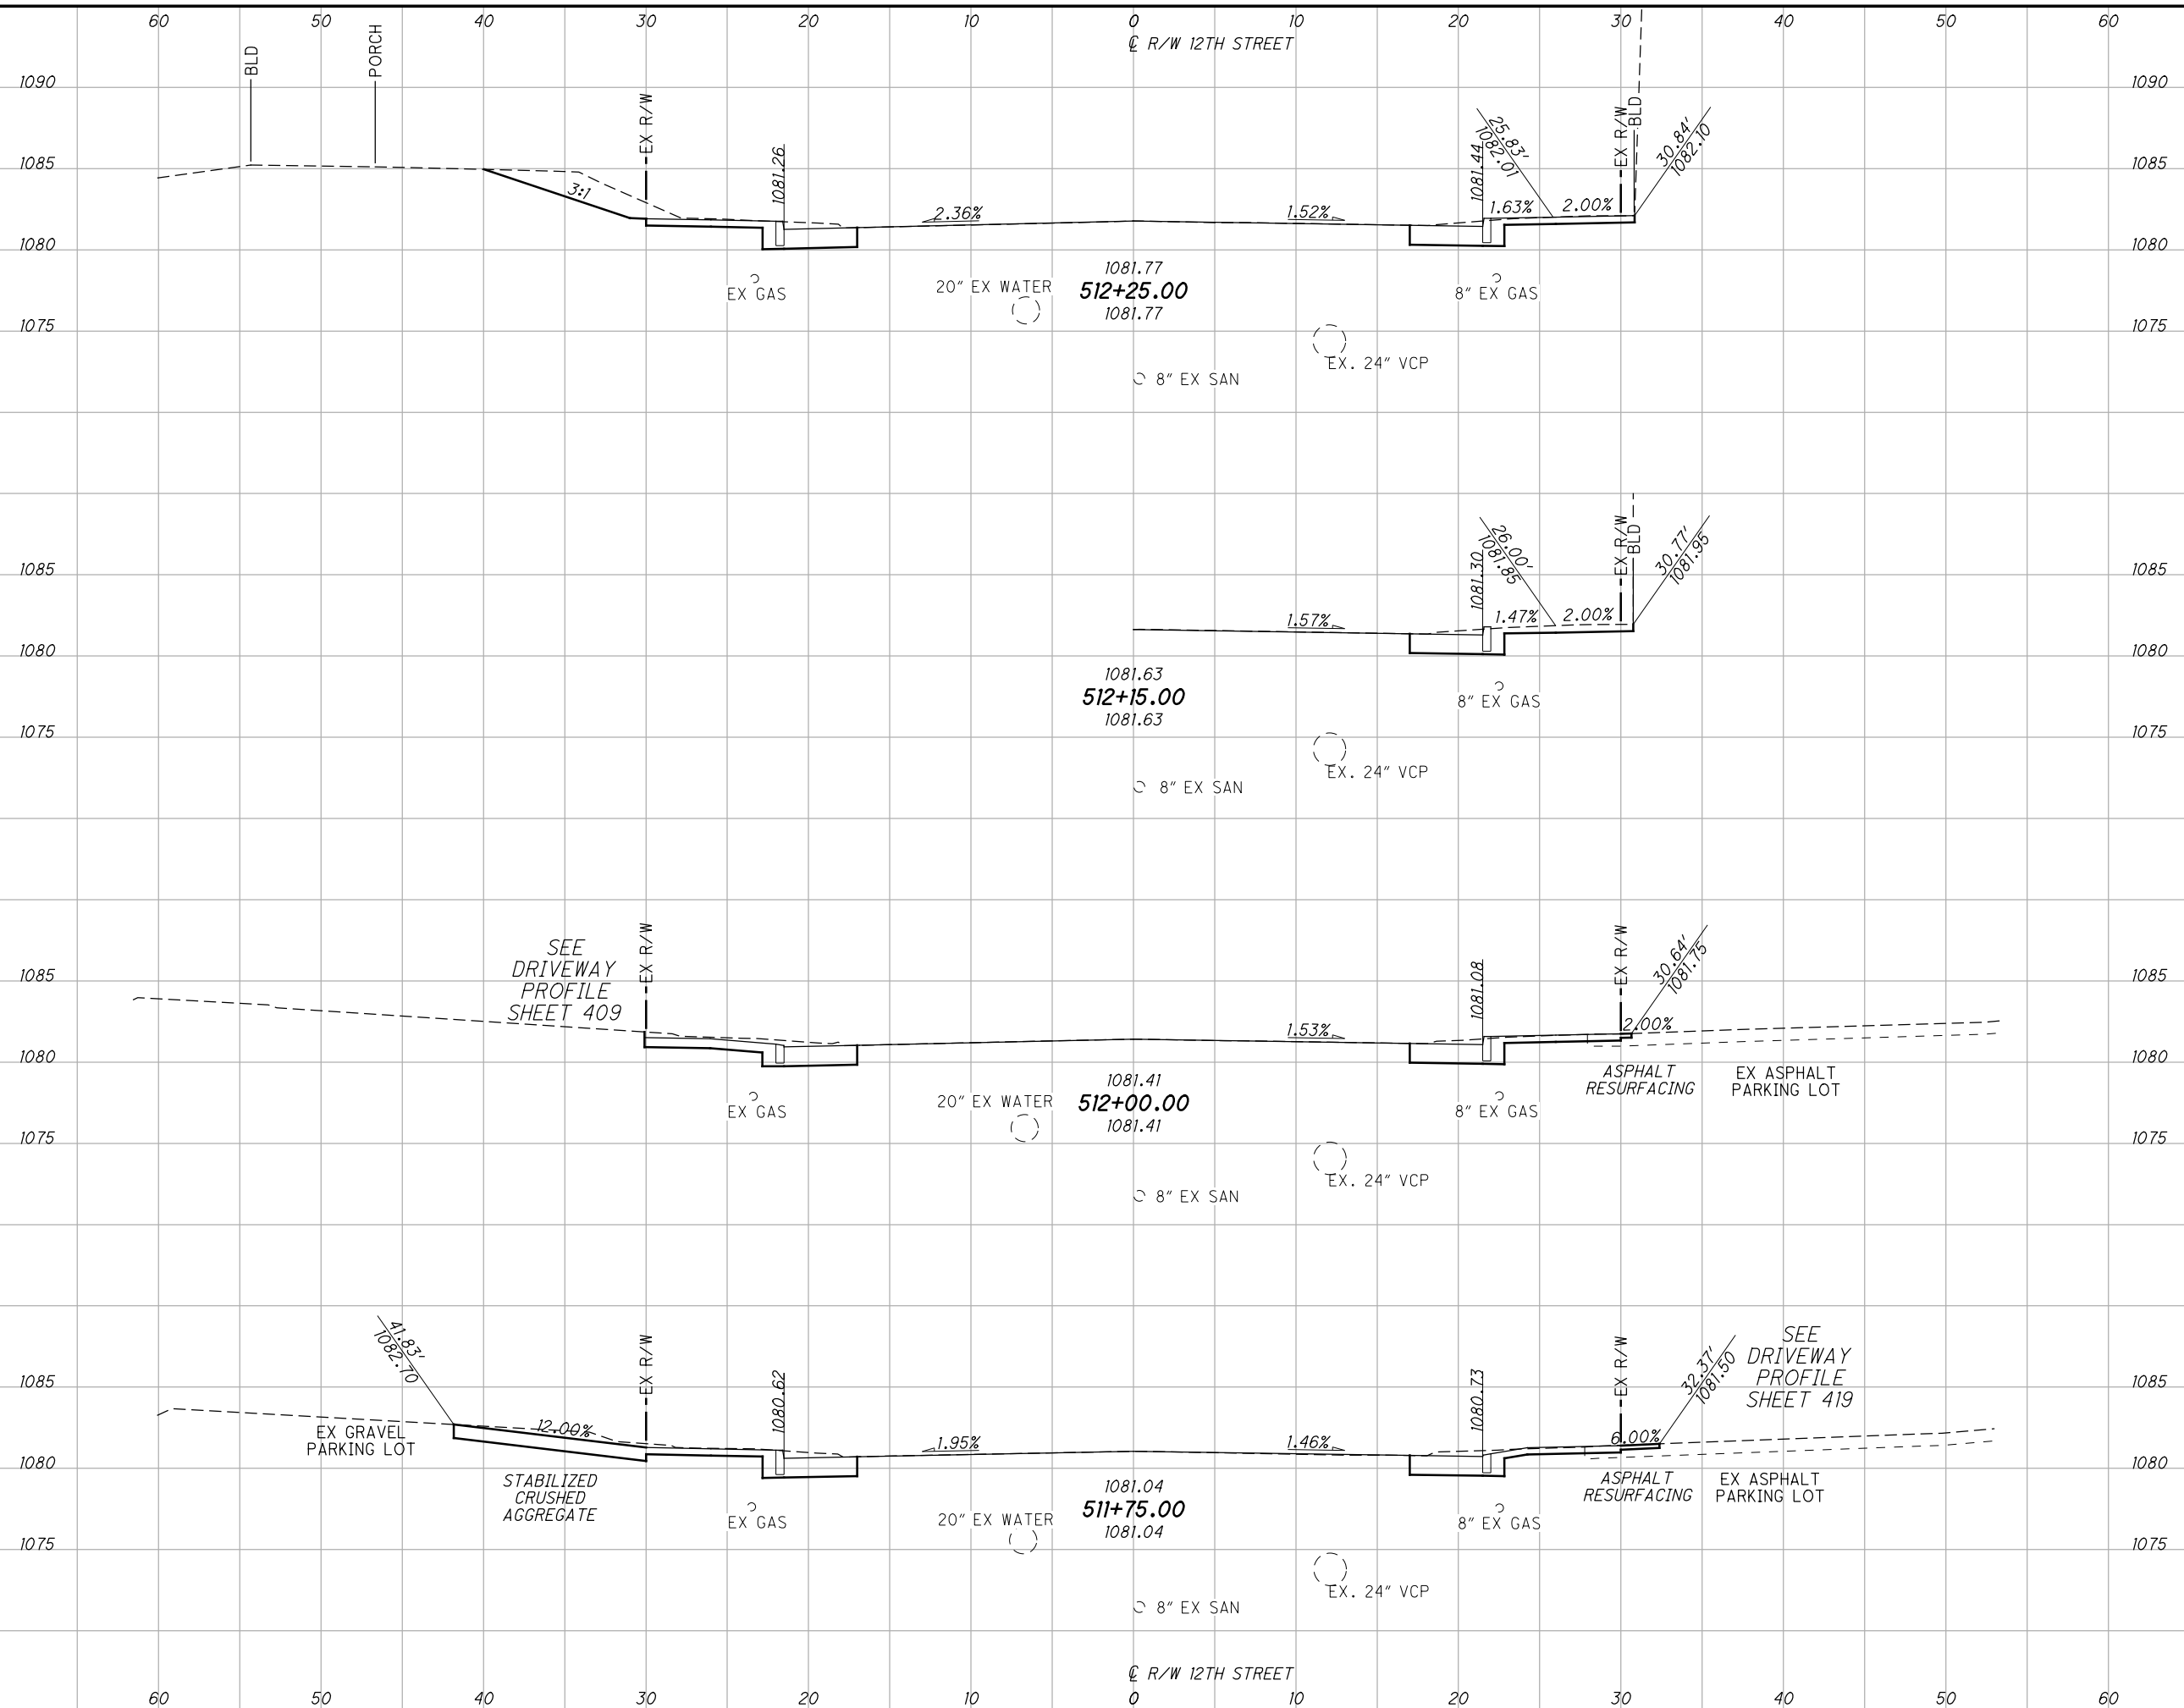 60 50 40 30 20 10 0 10 20 30 40 50 60
℄ R/W 12TH STREET
BLD
PORCH
EX R/W
1081.26
1081.44
25.83'
1082.01
EX R/W
BLD
30.84'
1082.10
1090 1090
1085 1085
3:1
2.36%
1.52%
1.63%
2.00%
1080 1080
1081.77
512+25.00
1081.77
EX GAS
20" EX WATER
8" EX GAS
1075 1075
EX. 24" VCP
8" EX SAN
1081.30
26.00'
1081.85
EX R/W
BLD
30.77'
1081.95
1085 1085
1.57%
1.47%
2.00%
1080 1080
1081.63
512+15.00
1081.63
8" EX GAS
1075 1075
EX. 24" VCP
8" EX SAN
SEE
DRIVEWAY
PROFILE
SHEET 409
EX R/W
1081.08
EX R/W
30.64'
1081.75
1085 1085
1.53%
2.00%
1080 1080
1081.41
512+00.00
1081.41
EX GAS
20" EX WATER
8" EX GAS
ASPHALT
RESURFACING
EX ASPHALT
PARKING LOT
1075 1075
EX. 24" VCP
8" EX SAN
41.83'
1082.70
EX R/W
1080.62
1080.73
EX R/W
32.37'
1081.50
SEE
DRIVEWAY
PROFILE
SHEET 419
1085 1085
EX GRAVEL
PARKING LOT
12.00%
1.95%
1.46%
6.00%
1080 1080
STABILIZED
CRUSHED
AGGREGATE
1081.04
511+75.00
1081.04
EX GAS
20" EX WATER
8" EX GAS
ASPHALT
RESURFACING
EX ASPHALT
PARKING LOT
1075 1075
EX. 24" VCP
8" EX SAN
℄ R/W 12TH STREET
60 50 40 30 20 10 0 10 20 30 40 50 60